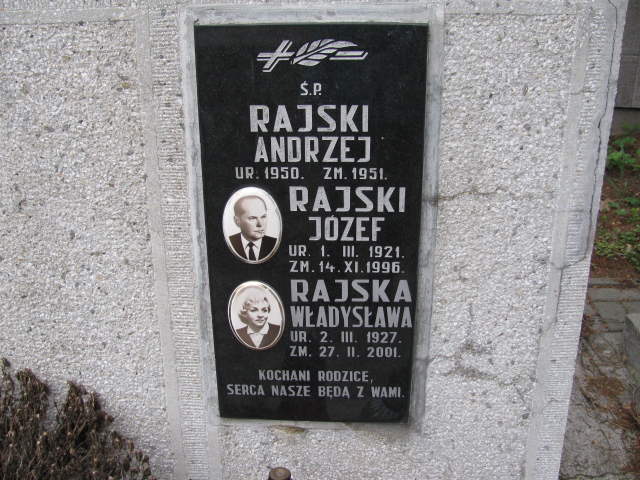 Ś.P.
RAJSKI
ANDRZEJ
UR. 1950. ZM. 1951.
RAJSKI
JÓZEF
UR. 1. III. 1921.
ZM. 14. XI. 1996.
RAJSKA
WŁADYSŁAWA
UR. 2. III. 1927.
ZM. 27. II. 2001.
KOCHANI RODZICE,
SERCA NASZE BĘDĄ Z WAMI.